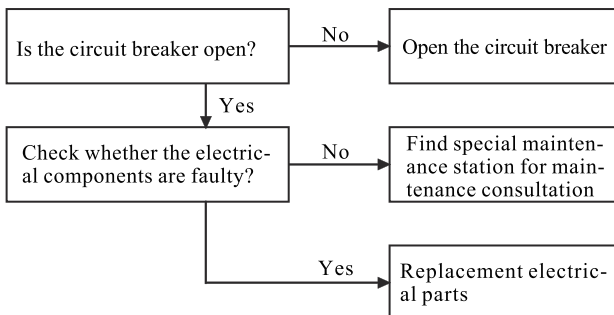 Is the circuit breaker open?
No
Open the circuit breaker
Yes
Check whether the electric-
al components are faulty?
No
Find special mainten-
ance station for main-
tenance consultation
Yes
Replacement electric-
al parts